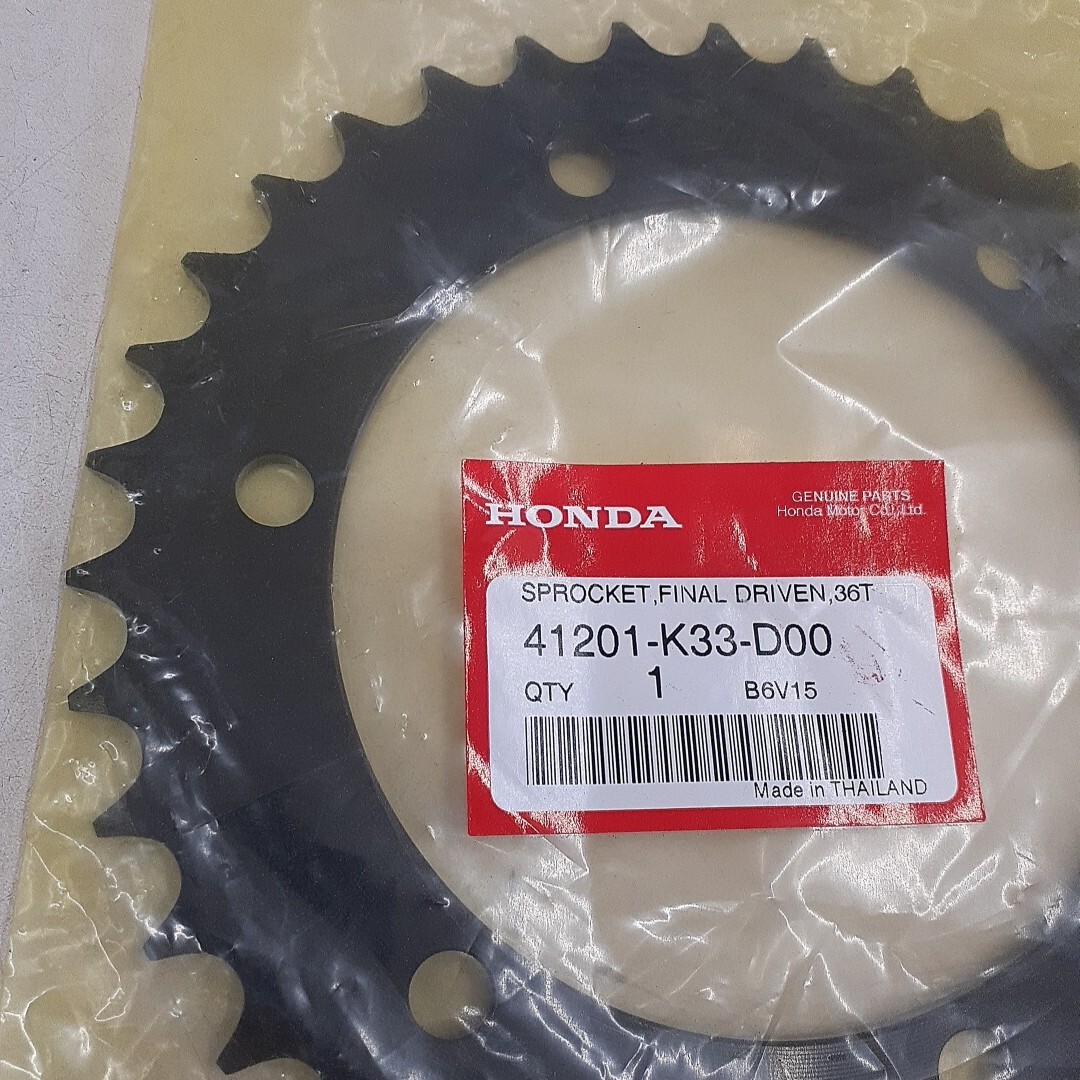 HONDA
GENUINE PARTS
Honda Motor Co., Ltd.
SPROCKET,FINAL DRIVEN,36T
41201-K33-D00
QTY 1 B6V15
Made in THAILAND